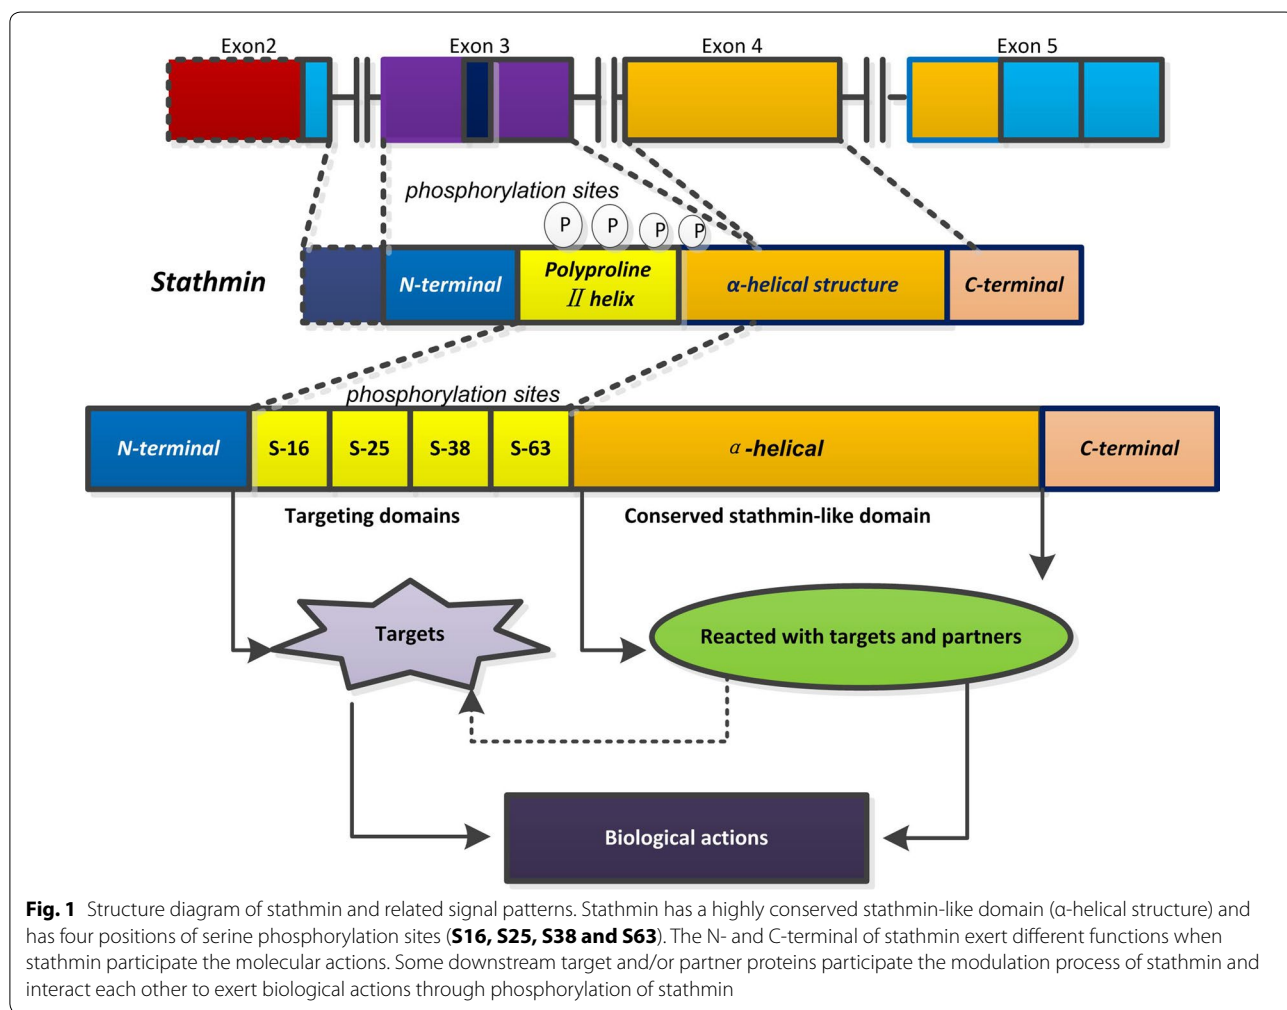 Exon2 Exon 3 Exon 4 Exon 5
phosphorylation sites
P P P P
Stathmin
N-terminal
Polyproline
II helix
α-helical structure
C-terminal
phosphorylation sites
N-terminal S-16 S-25 S-38 S-63 α-helical C-terminal
Targeting domains Conserved stathmin-like domain
Targets Reacted with targets and partners
Biological actions
Fig. 1 Structure diagram of stathmin and related signal patterns. Stathmin has a highly conserved stathmin-like domain (α-helical structure) and
has four positions of serine phosphorylation sites (S16, S25, S38 and S63). The N- and C-terminal of stathmin exert different functions when
stathmin participate the molecular actions. Some downstream target and/or partner proteins participate the modulation process of stathmin and
interact each other to exert biological actions through phosphorylation of stathmin